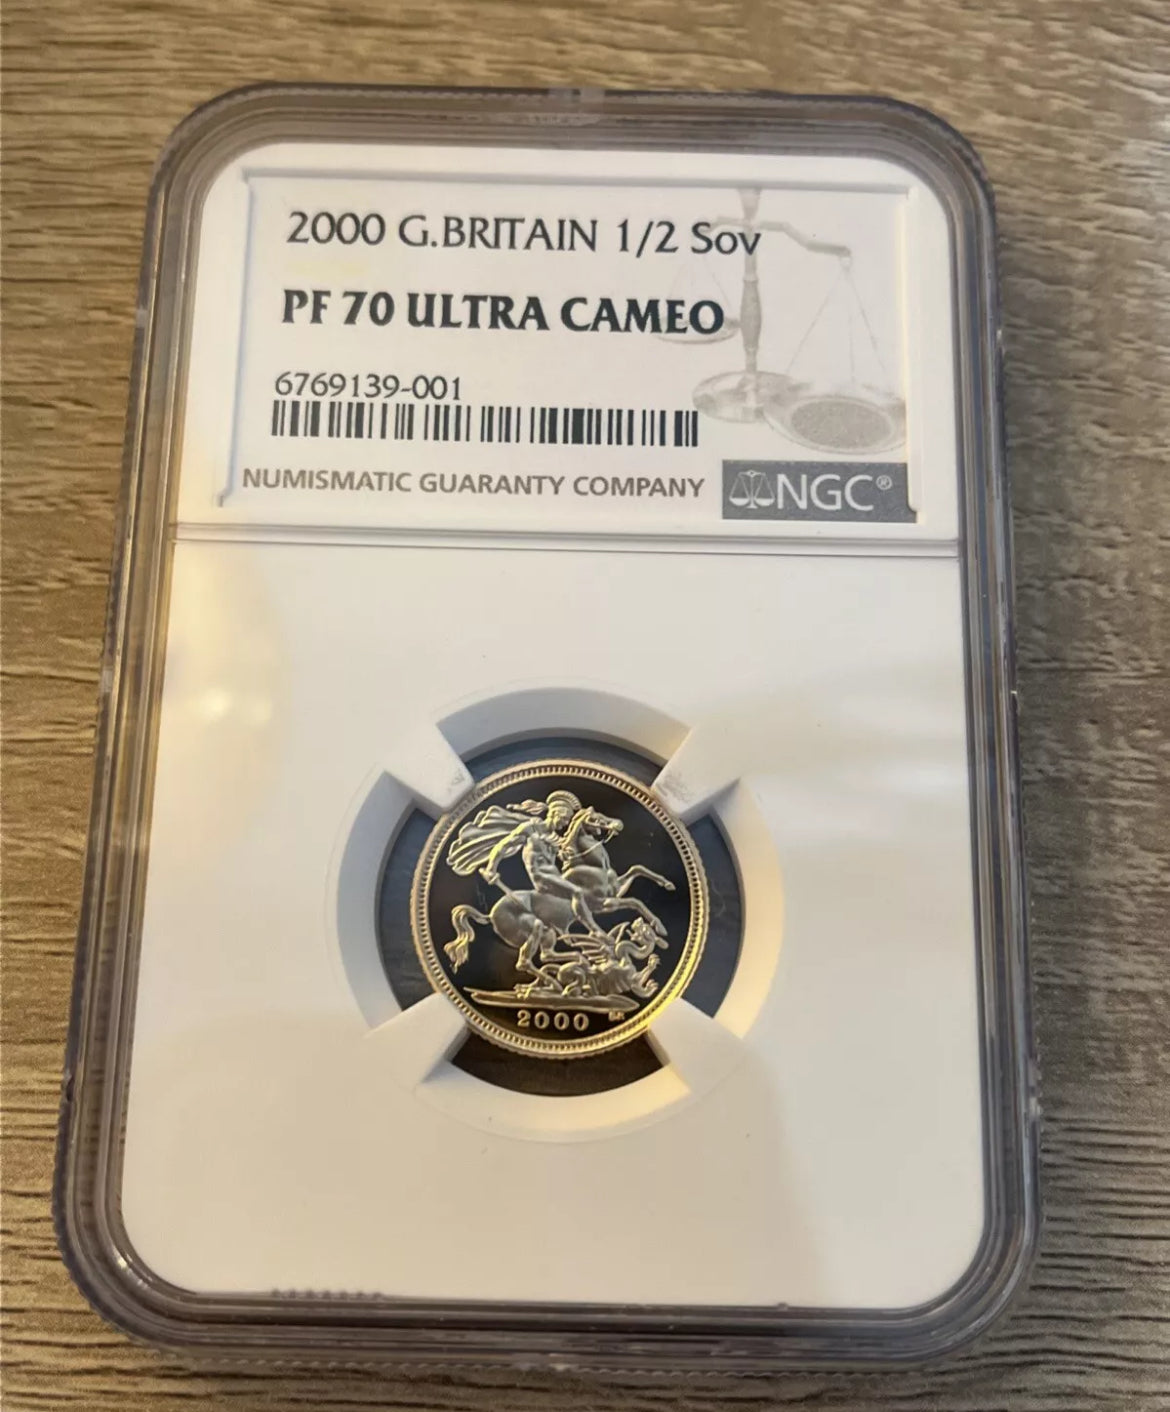 2000 G.BRITAIN 1/2 Sov
PF 70 ULTRA CAMEO
6769139-001
NUMISMATIC GUARANTY COMPANY
NGC®
2000